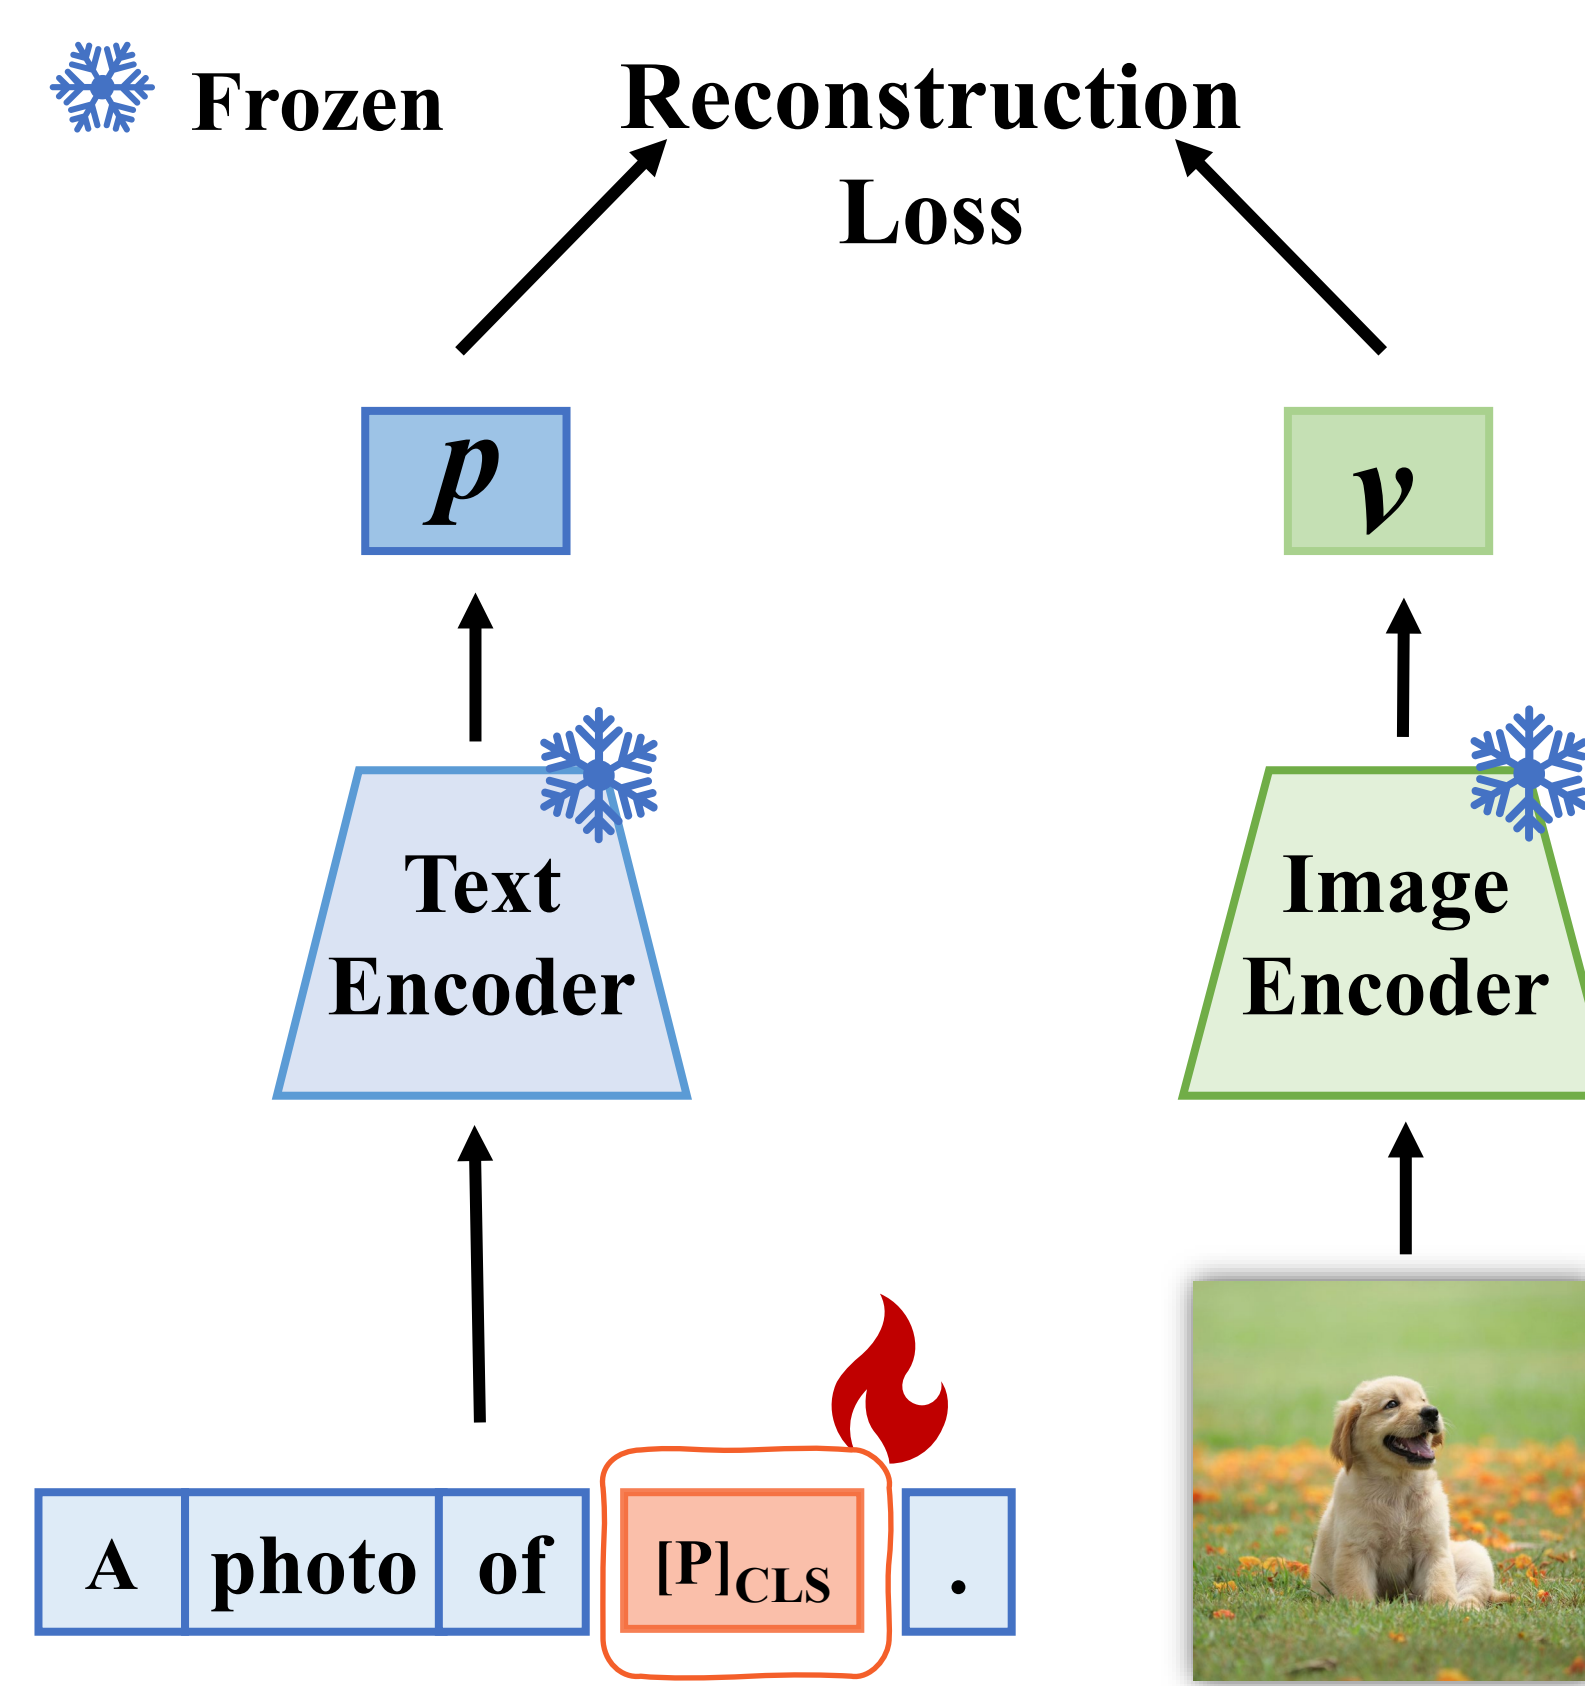 Frozen
Reconstruction
Loss
p
v
Text
Encoder
Image
Encoder
A photo of [P]CLS .